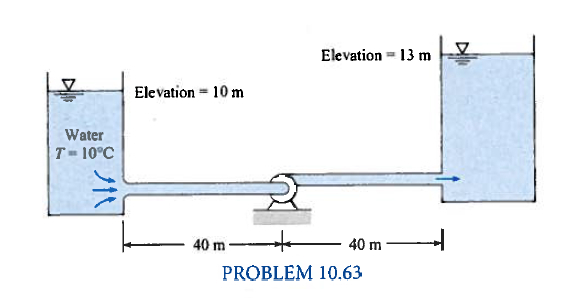 Elevation = 13 m
Elevation = 10 m
Water
T = 10°C
40 m
40 m
PROBLEM 10.63